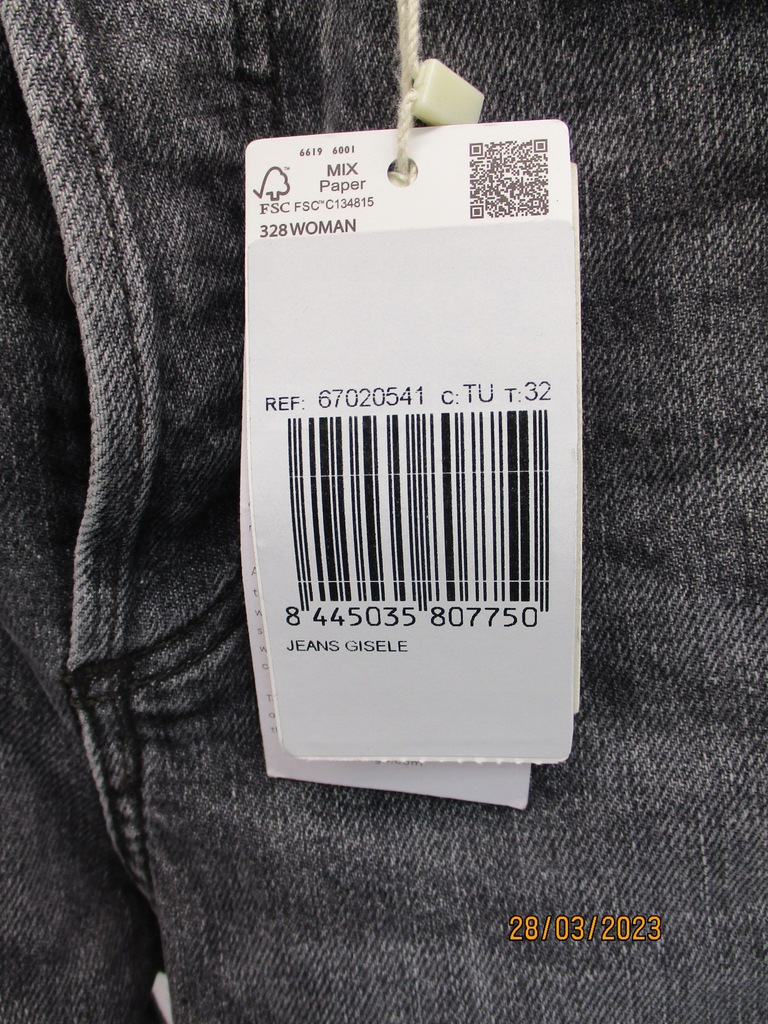 6619 6001
MIX
Paper
FSC FSC™C134815
328 WOMAN
REF: 67020541 C: TU T: 32
8 445035 807750
JEANS GISELE
28/03/2023